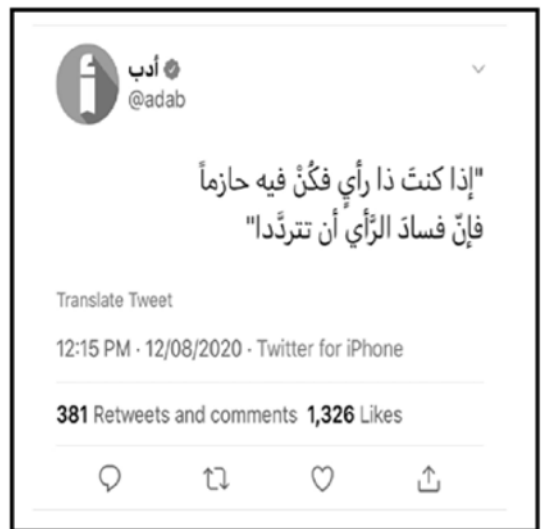 أدب
@adab
"إذا كنتَ ذا رأيٍ فكُنْ فيه حازماً
فإنّ فسادَ الرَّأي أن تتردَّدا"
Translate Tweet
12:15 PM · 12/08/2020 · Twitter for iPhone
381 Retweets and comments 1,326 Likes